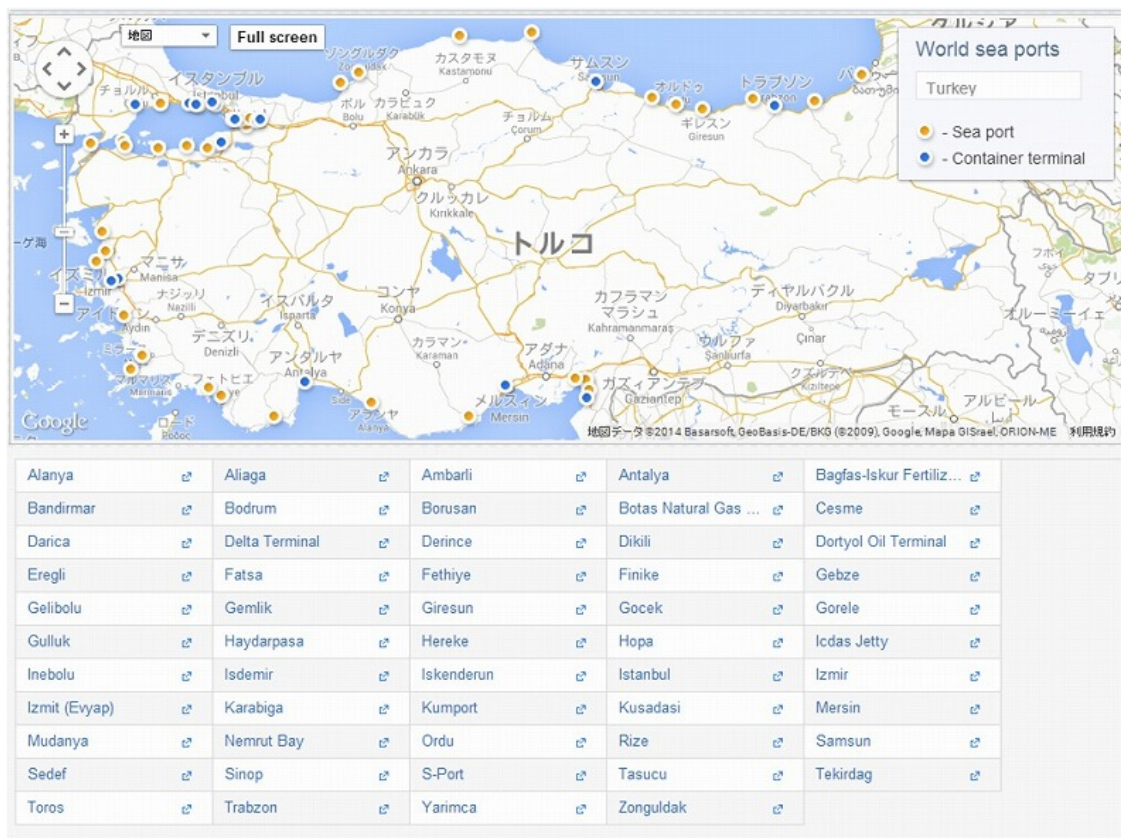 地図
Full screen
World sea ports
Turkey
- Sea port
- Container terminal
グルジア
ゾングルダク
カスタモヌ
Kastamonu
サムスン
イスタンブル
Istanbul
チョルル
オルドゥ
トラブゾン
ボル
Bolu
カラビュク
Karabük
チョルム
Çorum
ギレスン
Giresun
アンカラ
Ankara
クルッカレ
Kırıkkale
トルコ
マニサ
Manisa
イズミル
Izmir
ナジッリ
Nazilli
イスパルタ
Isparta
コンヤ
Konya
カフラマン
マラシュ
Kahramanmaraş
ディヤルバクル
Diyarbakır
アイドゥン
Aydın
デニズリ
Denizli
アンタルヤ
Antalya
カラマン
Karaman
アダナ
Adana
ウルファ
Şanlıurfa
Çınar
クズルテペ
Kızıltepe
オルーミーイェ
マルマリス
Marmaris
フェトヒエ
Side
アランヤ
Alanya
メルスィン
Mersin
ガズィアンテプ
Gaziantep
モースル
アルビール
ロード
Ρόδος
Google
地図データ ©2014 Basarsoft, GeoBasis-DE/BKG (©2009), Google, Mapa GISrael, ORION-ME 利用規約
Alanya Aliaga Ambarli Antalya Bagfas-Iskur Fertiliz...
Bandirmar Bodrum Borusan Botas Natural Gas ... Cesme
Darica Delta Terminal Derince Dikili Dortyol Oil Terminal
Eregli Fatsa Fethiye Finike Gebze
Gelibolu Gemlik Giresun Gocek Gorele
Gulluk Haydarpasa Hereke Hopa Icdas Jetty
Inebolu Isdemir Iskenderun Istanbul Izmir
Izmit (Evyap) Karabiga Kumport Kusadasi Mersin
Mudanya Nemrut Bay Ordu Rize Samsun
Sedef Sinop S-Port Tasucu Tekirdag
Toros Trabzon Yarimca Zonguldak